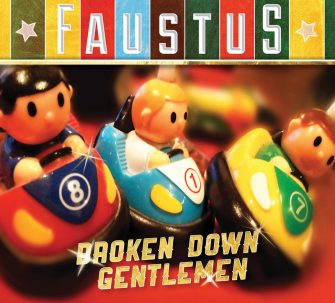 FAUSTUS
8
1
7
BROKEN DOWN
GENTLEMEN